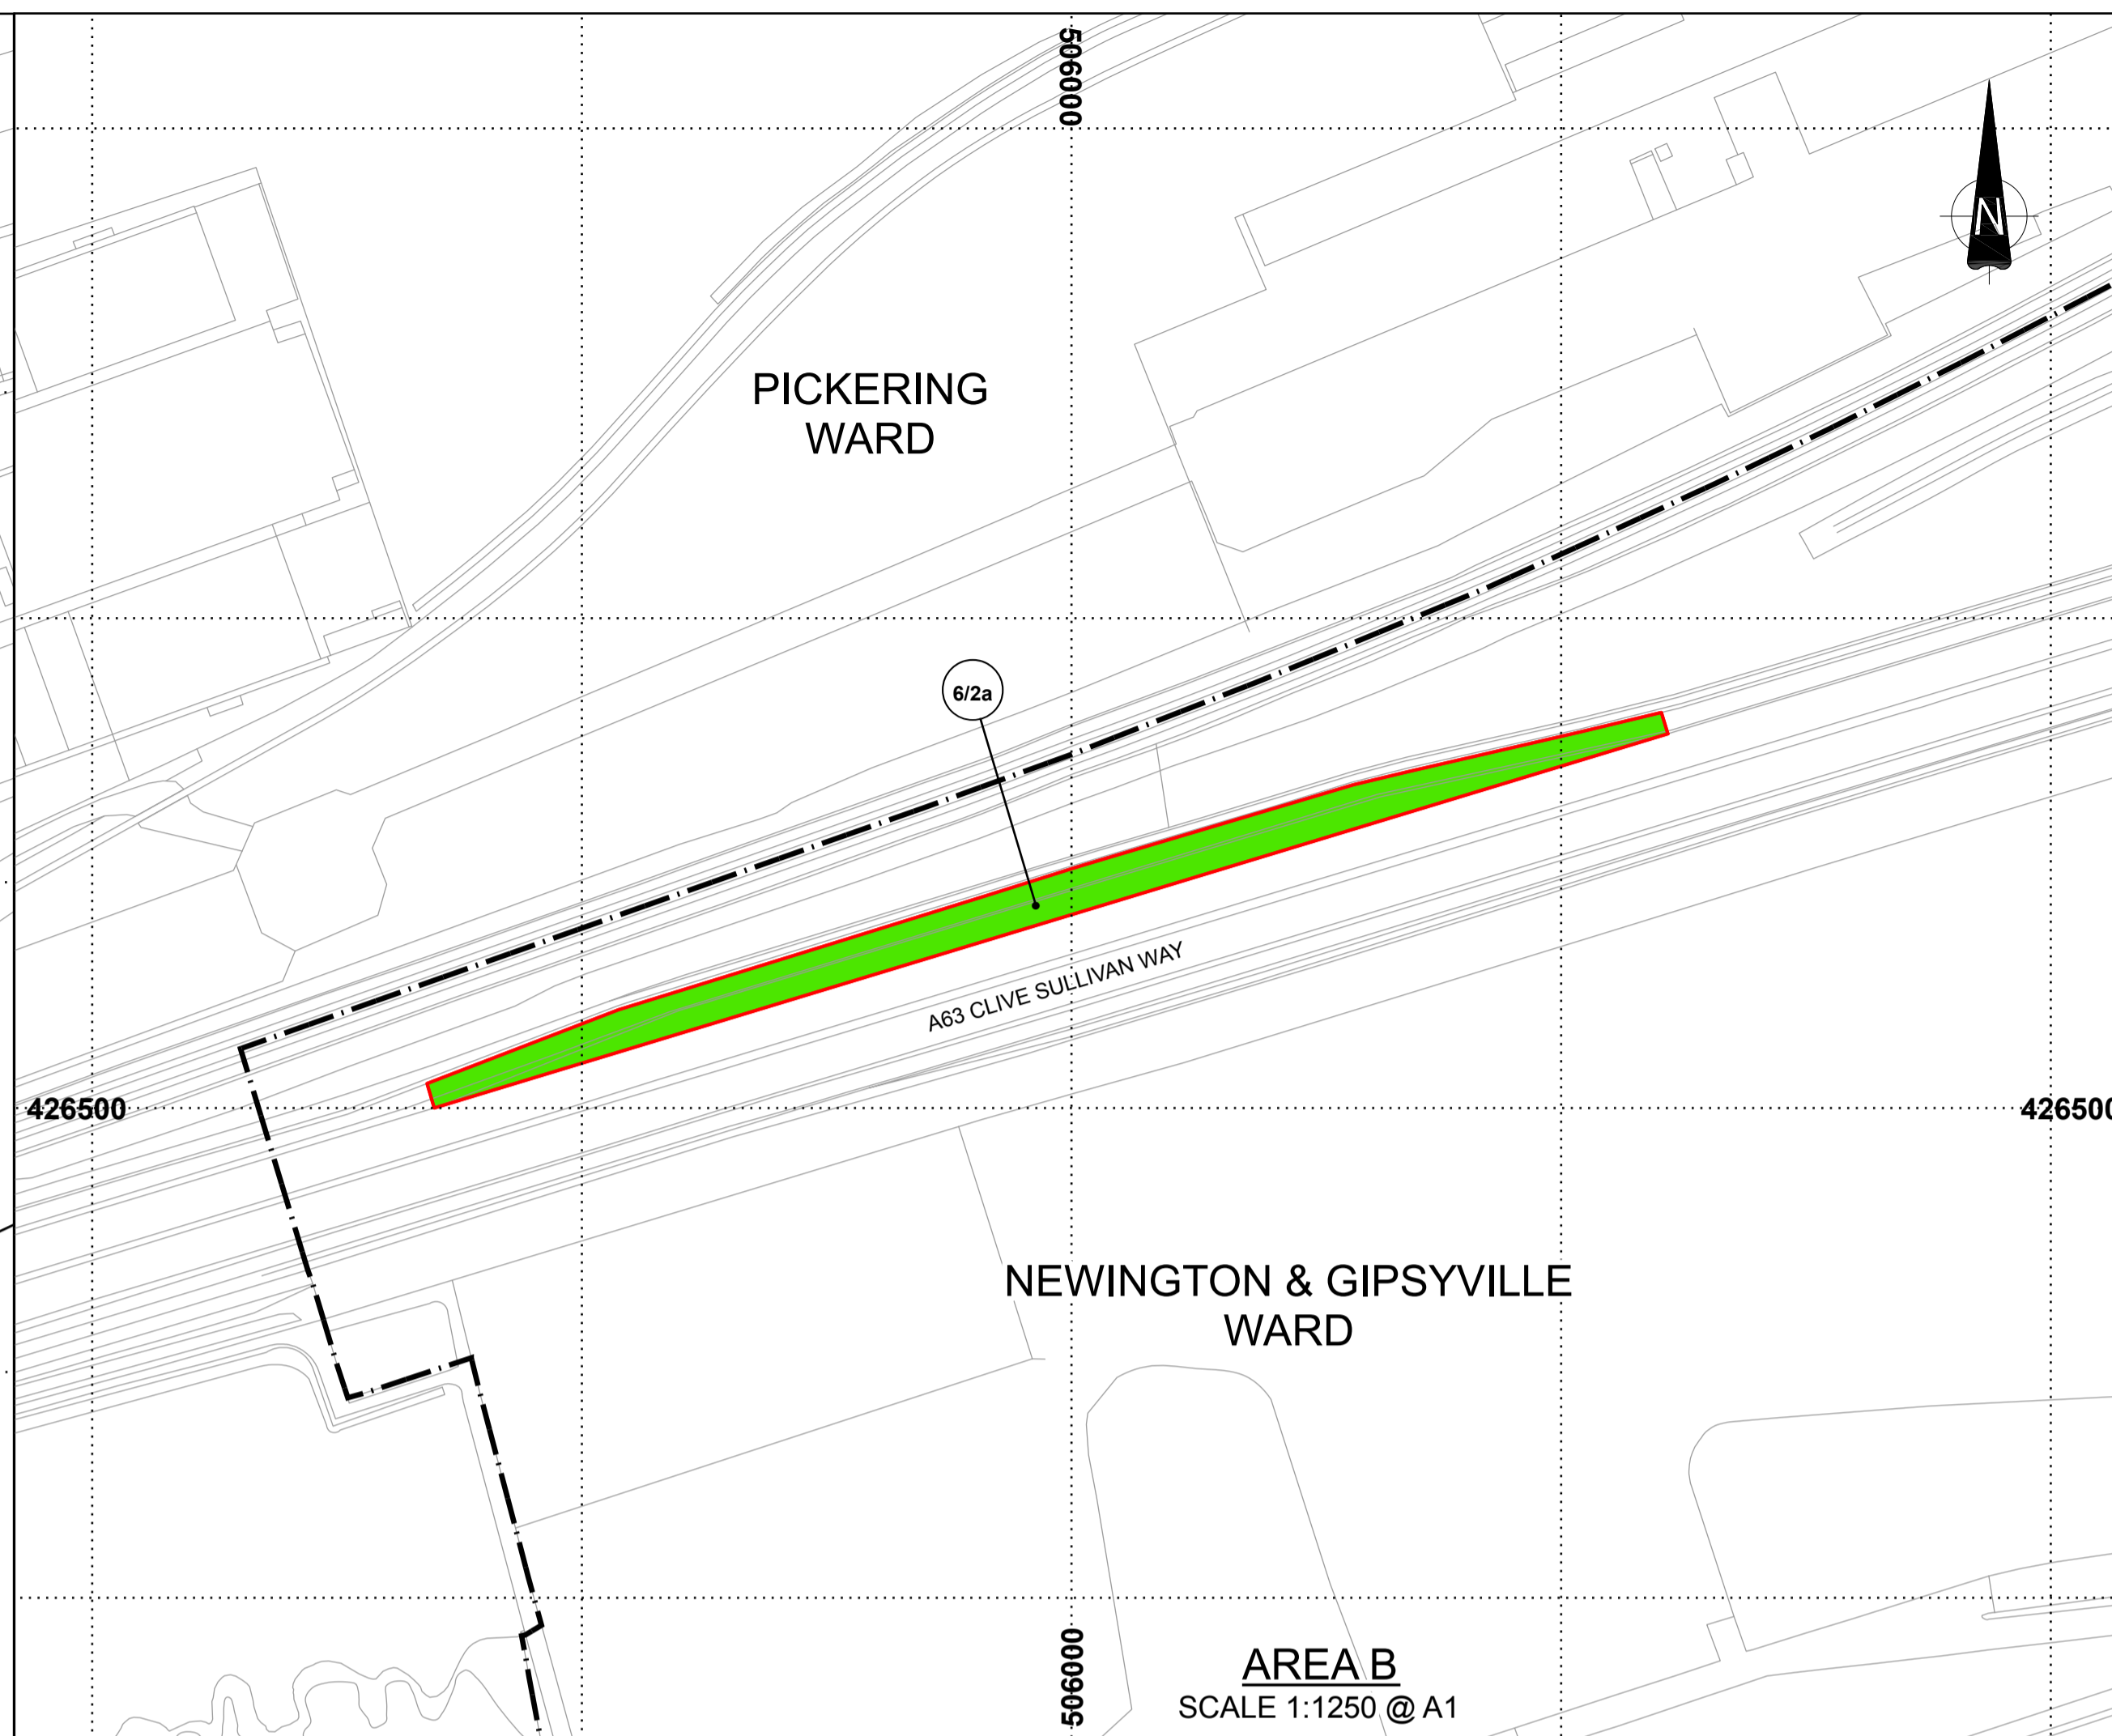 506000
N
PICKERING
WARD
6/2a
A63 CLIVE SULLIVAN WAY
426500
426500
NEWINGTON & GIPSYVILLE
WARD
506000
AREA B
SCALE 1:1250 @ A1